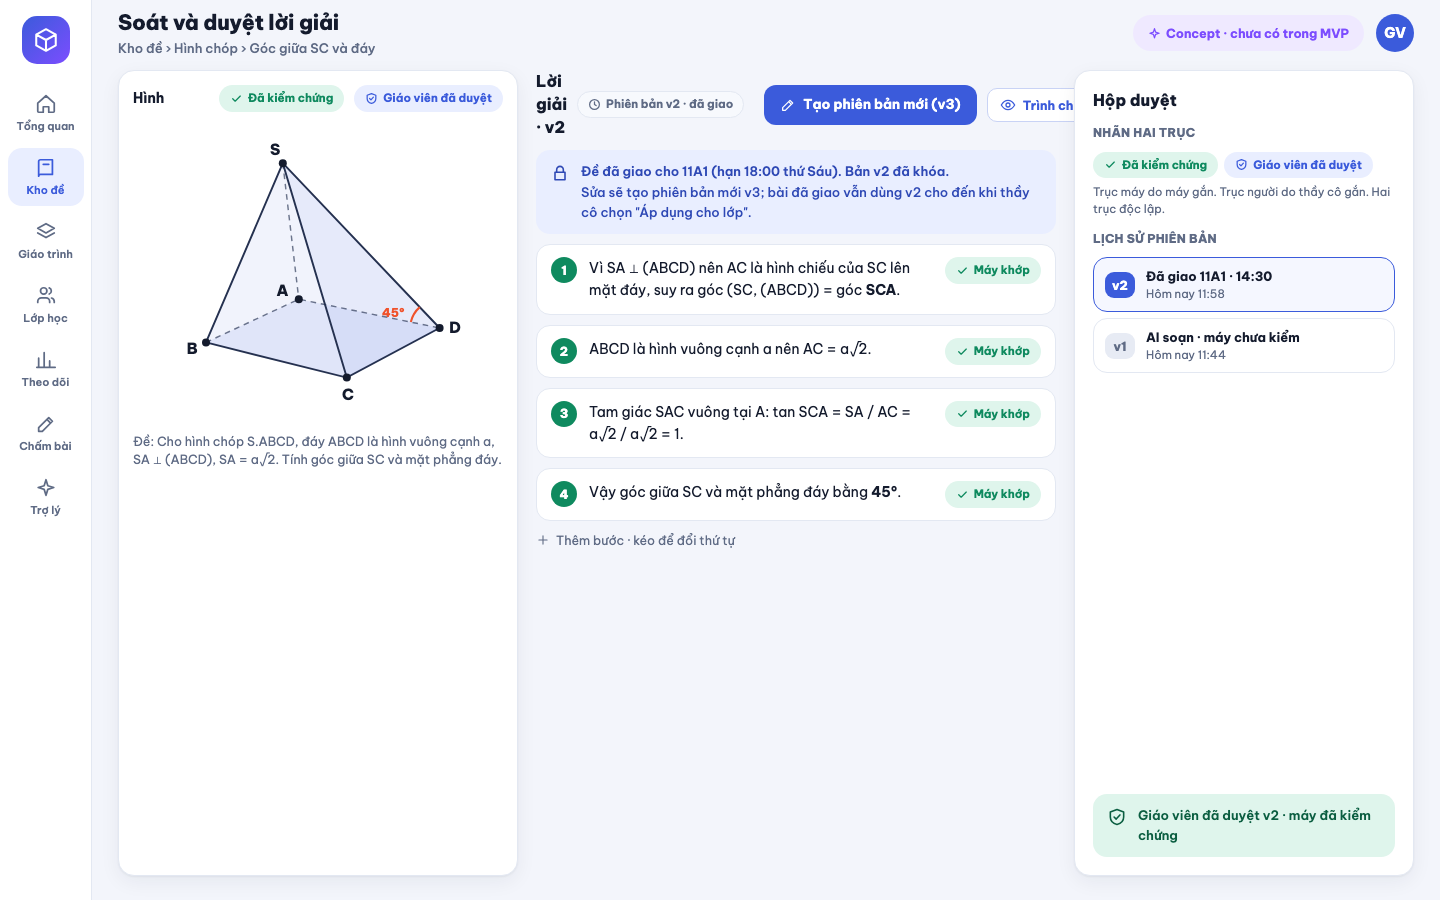 Soát và duyệt lời giải
Kho đề › Hình chóp › Góc giữa SC và đáy
Concept · chưa có trong MVP
GV
Tổng quan
Kho đề
Giáo trình
Lớp học
Theo dõi
Chấm bài
Trợ lý
Hình
Đã kiểm chứng
Giáo viên đã duyệt
S
A
45°
D
B
C
Đề: Cho hình chóp S.ABCD, đáy ABCD là hình vuông cạnh a,
SA ⊥ (ABCD), SA = a√2. Tính góc giữa SC và mặt phẳng đáy.
Lời
giải
· v2
Phiên bản v2 · đã giao
Tạo phiên bản mới (v3)
Trình ch
Đề đã giao cho 11A1 (hạn 18:00 thứ Sáu). Bản v2 đã khóa.
Sửa sẽ tạo phiên bản mới v3; bài đã giao vẫn dùng v2 cho đến khi thầy
cô chọn "Áp dụng cho lớp".
1
Vì SA ⊥ (ABCD) nên AC là hình chiếu của SC lên
mặt đáy, suy ra góc (SC, (ABCD)) = góc SCA.
Máy khớp
2
ABCD là hình vuông cạnh a nên AC = a√2.
Máy khớp
3
Tam giác SAC vuông tại A: tan SCA = SA / AC =
a√2 / a√2 = 1.
Máy khớp
4
Vậy góc giữa SC và mặt phẳng đáy bằng 45°.
Máy khớp
Thêm bước · kéo để đổi thứ tự
Hộp duyệt
NHÃN HAI TRỤC
Đã kiểm chứng
Giáo viên đã duyệt
Trục máy do máy gắn. Trục người do thầy cô gắn. Hai
trục độc lập.
LỊCH SỬ PHIÊN BẢN
v2
Đã giao 11A1 · 14:30
Hôm nay 11:58
v1
AI soạn · máy chưa kiểm
Hôm nay 11:44
Giáo viên đã duyệt v2 · máy đã kiểm
chứng